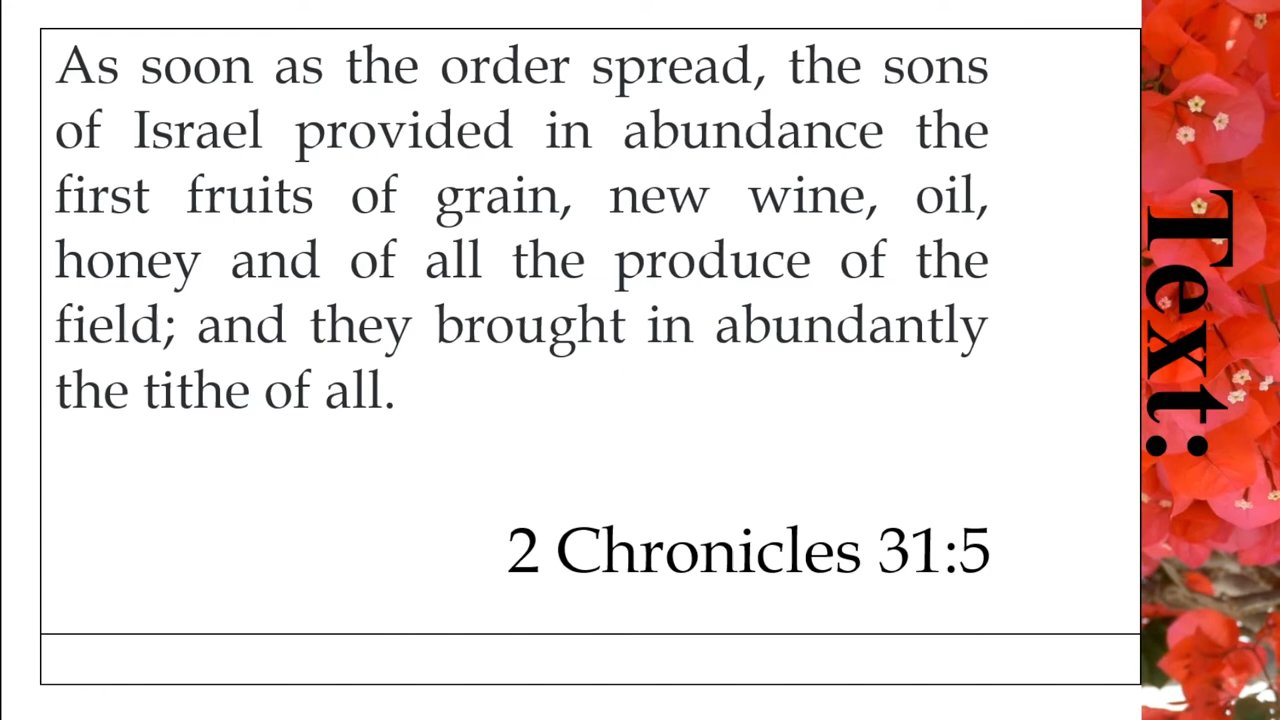 As soon as the order spread, the sons
of Israel provided in abundance the
first fruits of grain, new wine, oil,
honey and of all the produce of the
field; and they brought in abundantly
the tithe of all.
2 Chronicles 31:5
Text: